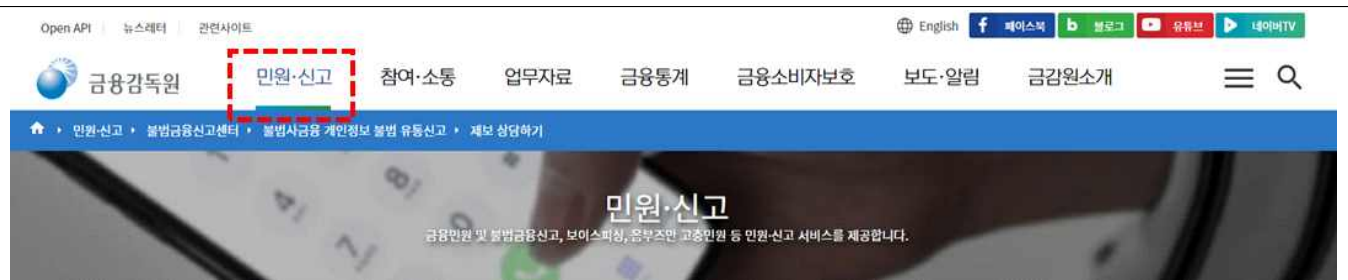 Open API 뉴스레터 관련사이트 English 페이스북 블로그 유튜브 네이버TV
금융감독원 민원·신고 참여·소통 업무자료 금융통계 금융소비자보호 보도·알림 금감원소개
민원·신고 불법금융신고센터 불법사금융 개인정보 불법 유통신고 제보 상담하기
민원·신고
금융민원 및 불법금융신고, 보이스피싱, 옴부즈만 고충민원 등 민원·신고 서비스를 제공합니다.